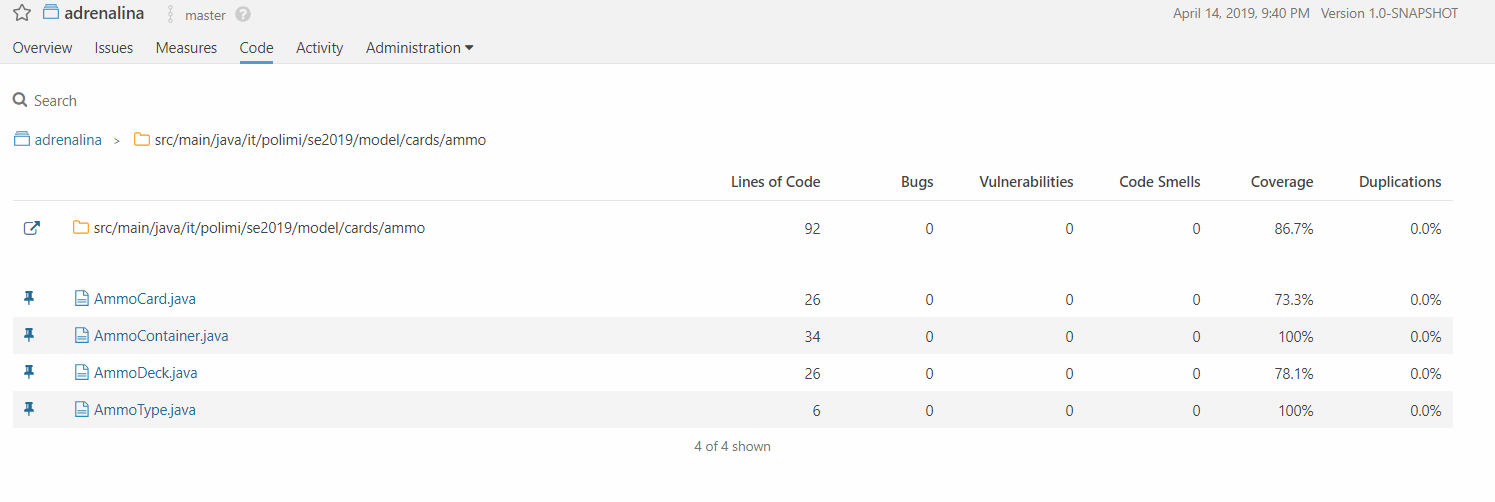 adrenalina master ? April 14, 2019, 9:40 PM Version 1.0-SNAPSHOT
Overview Issues Measures Code Activity Administration
Search
adrenalina > src/main/java/it/polimi/se2019/model/cards/ammo
Lines of Code Bugs Vulnerabilities Code Smells Coverage Duplications
src/main/java/it/polimi/se2019/model/cards/ammo 92 0 0 0 86.7% 0.0%
AmmoCard.java 26 0 0 0 73.3% 0.0%
AmmoContainer.java 34 0 0 0 100% 0.0%
AmmoDeck.java 26 0 0 0 78.1% 0.0%
AmmoType.java 6 0 0 0 100% 0.0%
4 of 4 shown